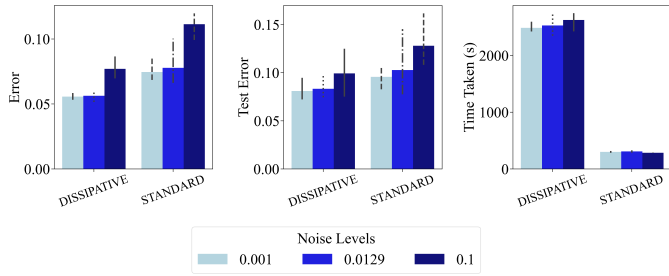 Error
0.10
0.05
0.00
DISSIPATIVE
STANDARD
Test Error
0.15
0.10
0.05
0.00
DISSIPATIVE
STANDARD
Time Taken (s)
2000
1000
0
DISSIPATIVE
STANDARD
Noise Levels
0.001
0.0129
0.1